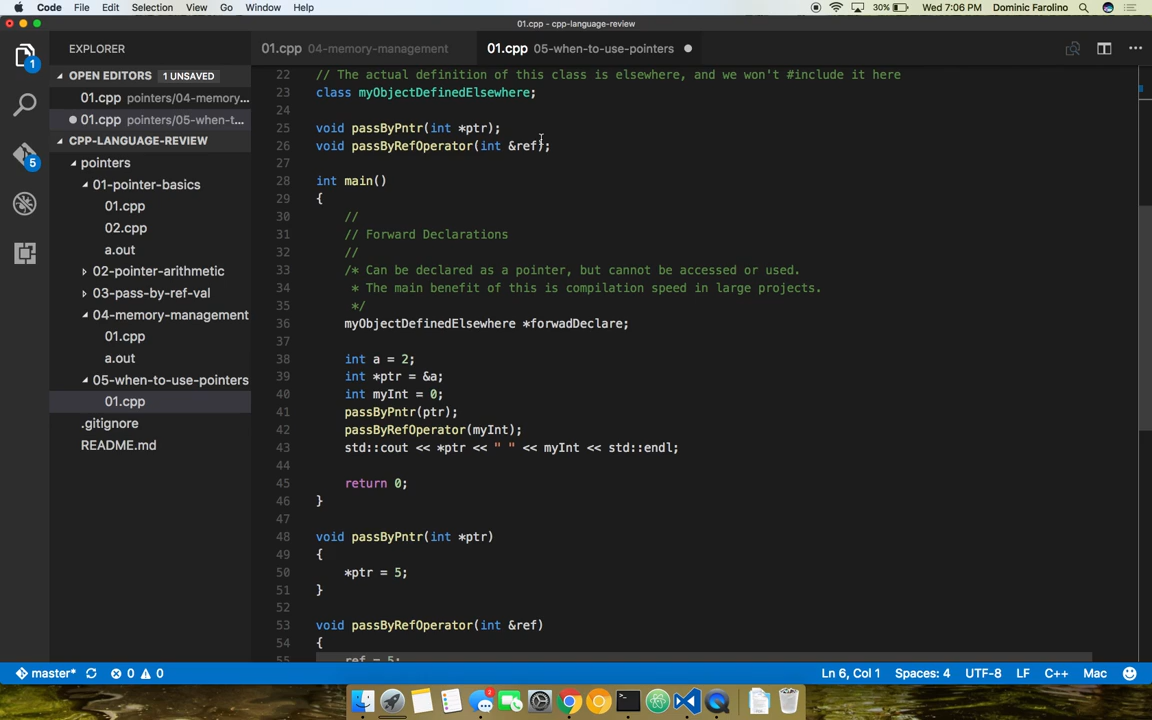 Code File Edit Selection View Go Window Help 30% Wed 7:06 PM Dominic Farolino
01.cpp - cpp-language-review
EXPLORER
01.cpp 04-memory-management
01.cpp 05-when-to-use-pointers
OPEN EDITORS 1 UNSAVED
01.cpp pointers/04-memory...
01.cpp pointers/05-when-t...
CPP-LANGUAGE-REVIEW
pointers
01-pointer-basics
01.cpp
02.cpp
a.out
02-pointer-arithmetic
03-pass-by-ref-val
04-memory-management
01.cpp
a.out
05-when-to-use-pointers
01.cpp
.gitignore
README.md
1
5
22 // The actual definition of this class is elsewhere, and we won't #include it here
23 class myObjectDefinedElsewhere;
24
25 void passByPntr(int *ptr);
26 void passByRefOperator(int &ref);
27
28 int main()
29 {
30 //
31 // Forward Declarations
32 //
33 /* Can be declared as a pointer, but cannot be accessed or used.
34 * The main benefit of this is compilation speed in large projects.
35 */
36 myObjectDefinedElsewhere *forwadDeclare;
37
38 int a = 2;
39 int *ptr = &a;
40 int myInt = 0;
41 passByPntr(ptr);
42 passByRefOperator(myInt);
43 std::cout << *ptr << " " << myInt << std::endl;
44
45 return 0;
46 }
47
48 void passByPntr(int *ptr)
49 {
50 *ptr = 5;
51 }
52
53 void passByRefOperator(int &ref)
54 {
55 ref = 5;
master* 0 0 Ln 6, Col 1 Spaces: 4 UTF-8 LF C++ Mac